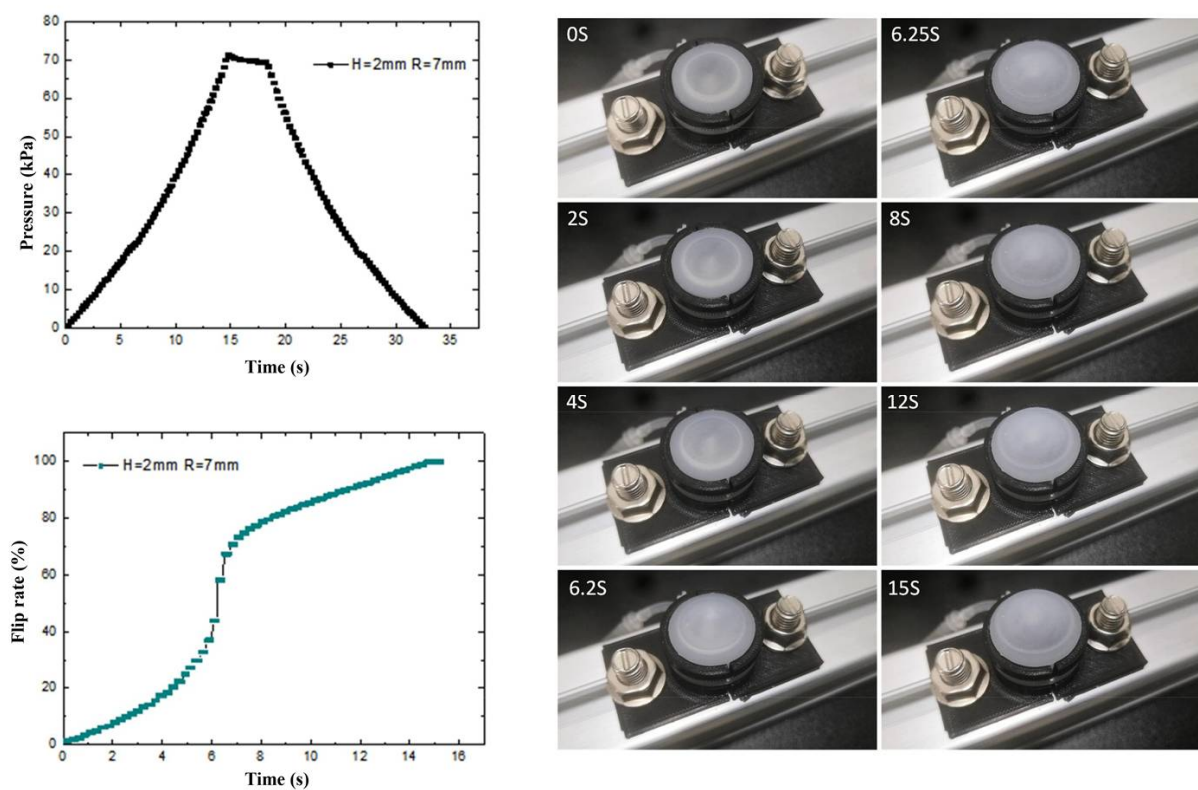 80
70
60
50
40
30
20
10
0
Pressure (kPa)
H=2mm R=7mm
0 5 10 15 20 25 30 35
Time (s)
100
80
60
40
20
0
Flip rate (%)
H=2mm R=7mm
0 2 4 6 8 10 12 14 16
Time (s)
0S
6.25S
2S
8S
4S
12S
6.2S
15S